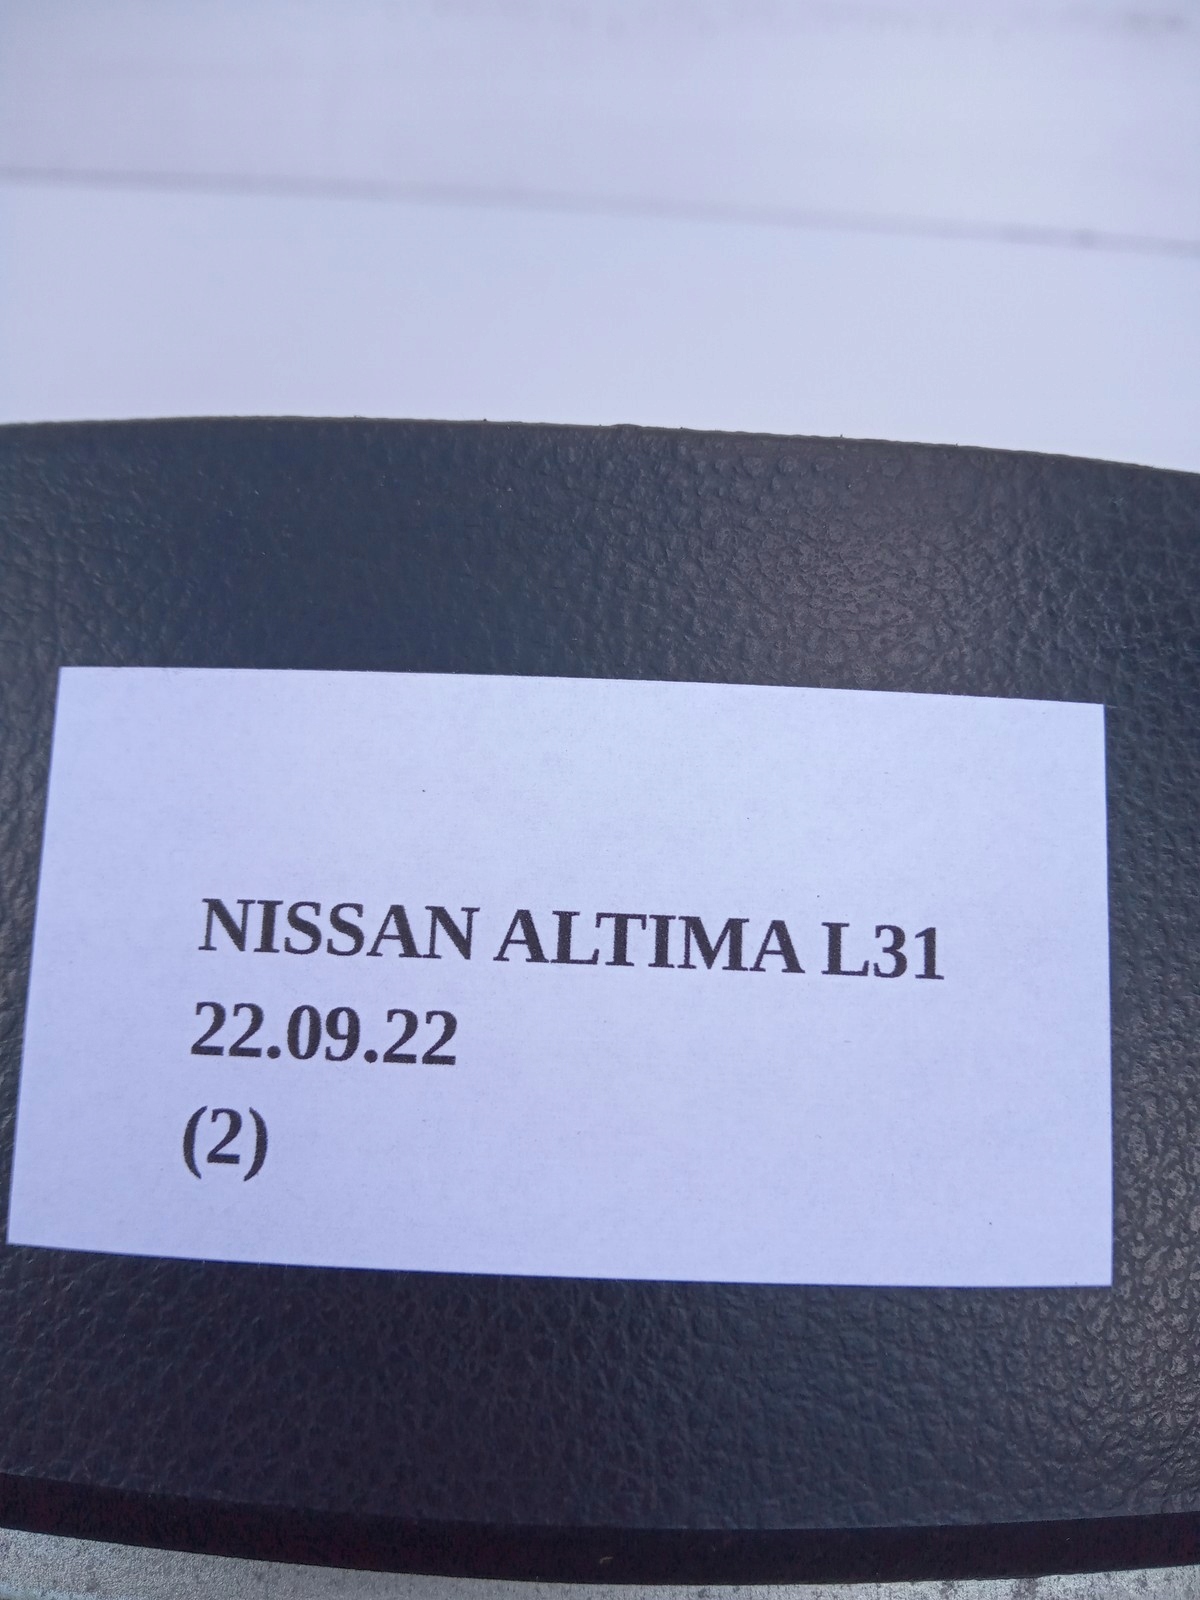 NISSAN ALTIMA L31
22.09.22
(2)